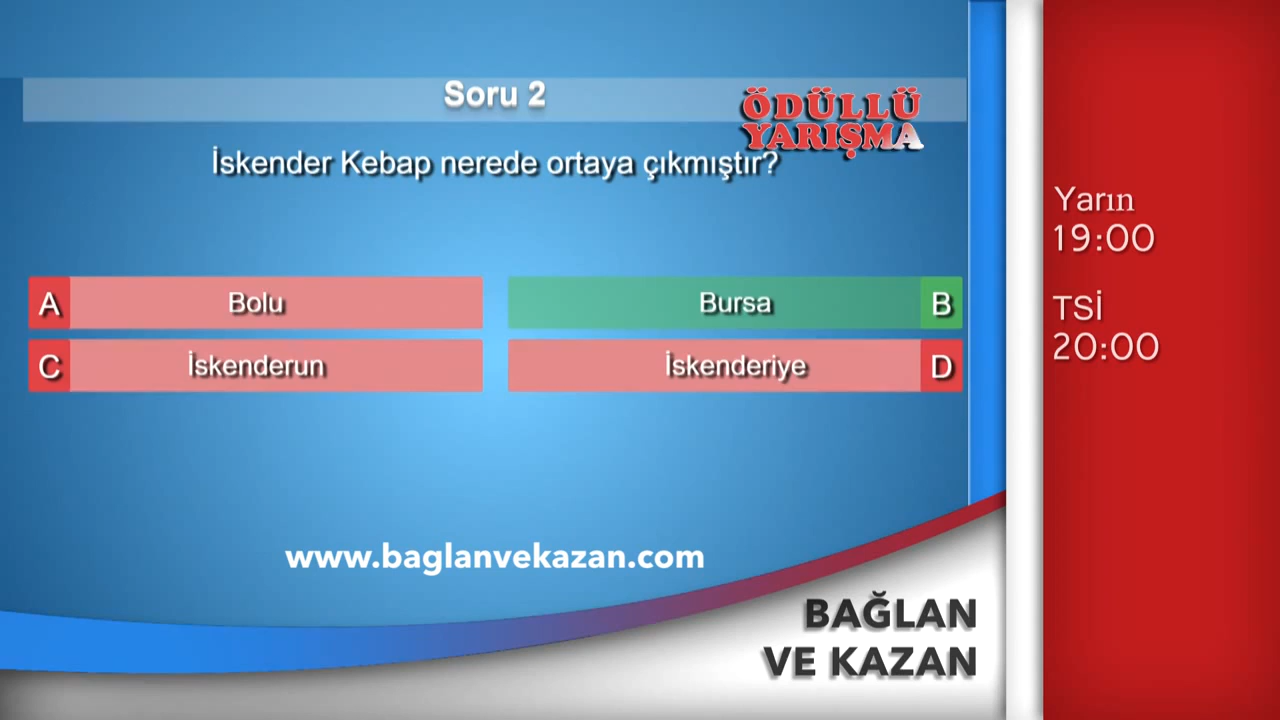 Soru 2
ÖDÜLLÜ
YARIŞMA
İskender Kebap nerede ortaya çıkmıştır?
A Bolu
Bursa B
C İskenderun
İskenderiye D
www.baglanvekazan.com
BAĞLAN
VE KAZAN
Yarın
19:00
TSİ
20:00